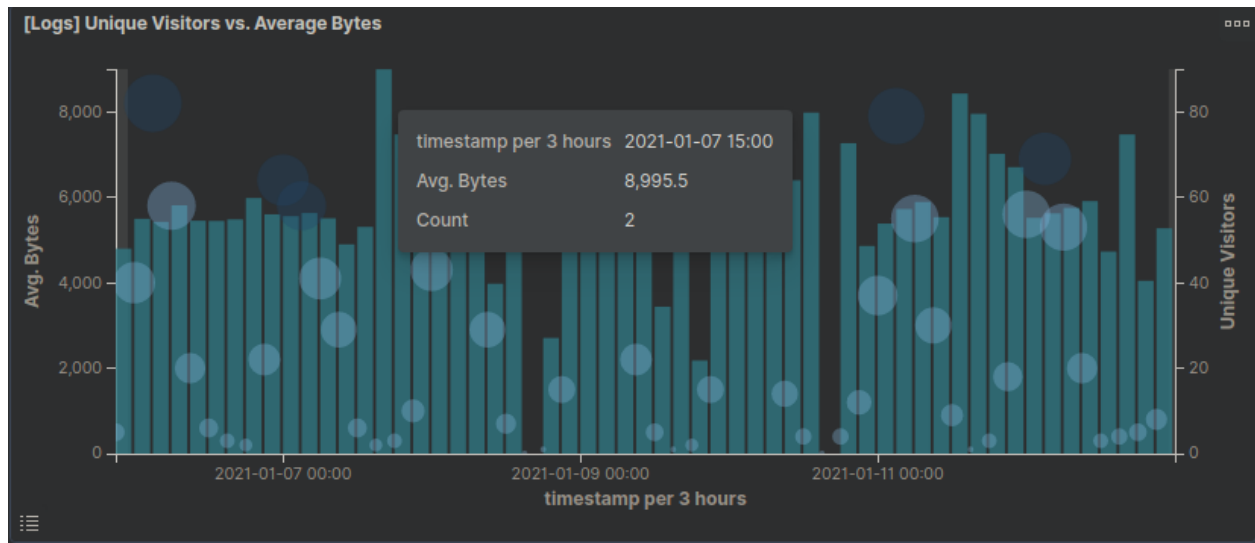 [Logs] Unique Visitors vs. Average Bytes
8,000
6,000
4,000
2,000
0
Avg. Bytes
timestamp per 3 hours 2021-01-07 15:00
Avg. Bytes 8,995.5
Count 2
80
60
40
20
0
Unique Visitors
2021-01-07 00:00 2021-01-09 00:00 2021-01-11 00:00
timestamp per 3 hours